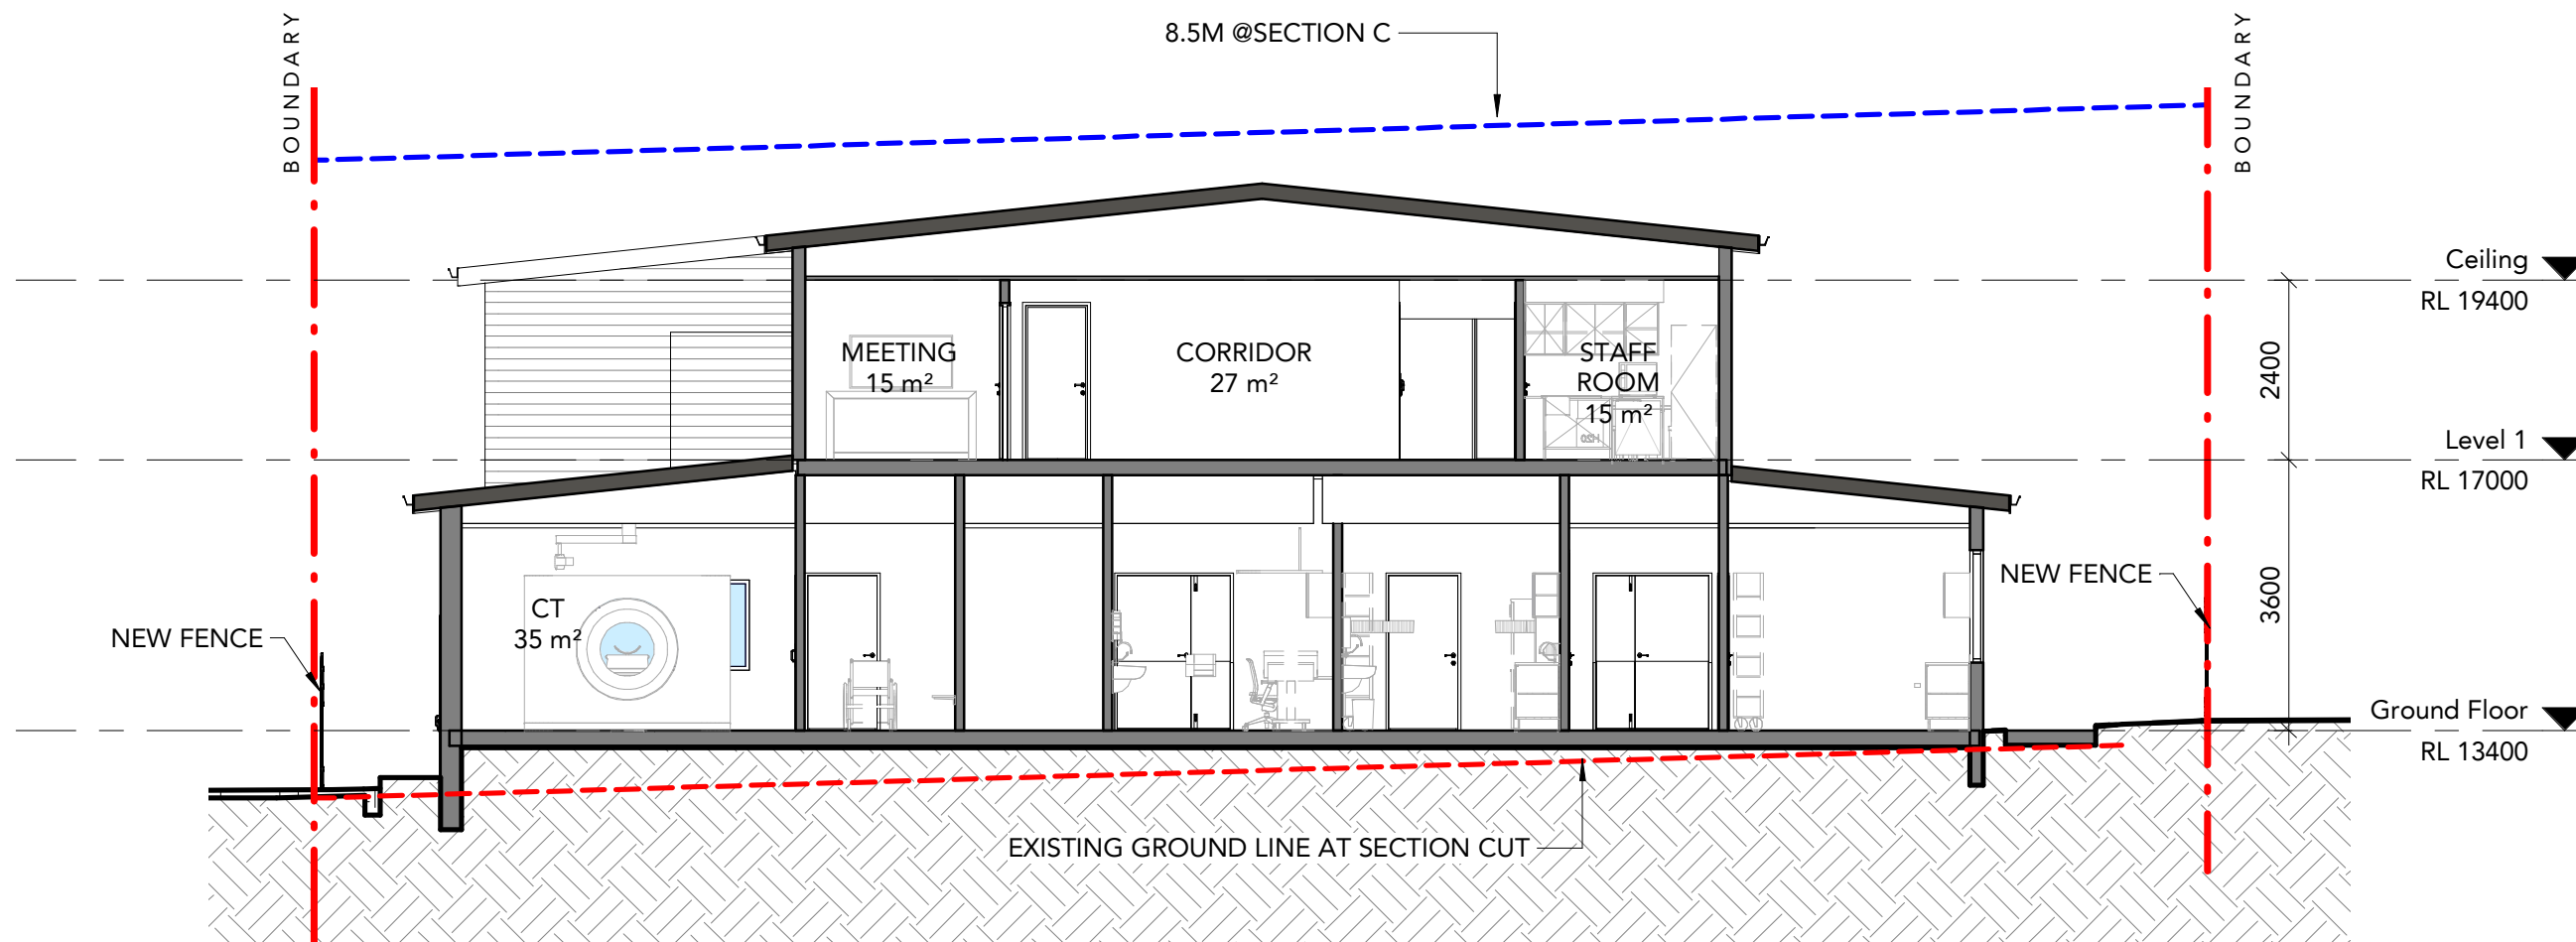 8.5M @SECTION C
BOUNDARY
BOUNDARY
Ceiling
RL 19400
MEETING
15 m²
CORRIDOR
27 m²
STAFF
ROOM
15 m²
2400
Level 1
RL 17000
NEW FENCE
3600
CT
35 m²
NEW FENCE
Ground Floor
RL 13400
EXISTING GROUND LINE AT SECTION CUT